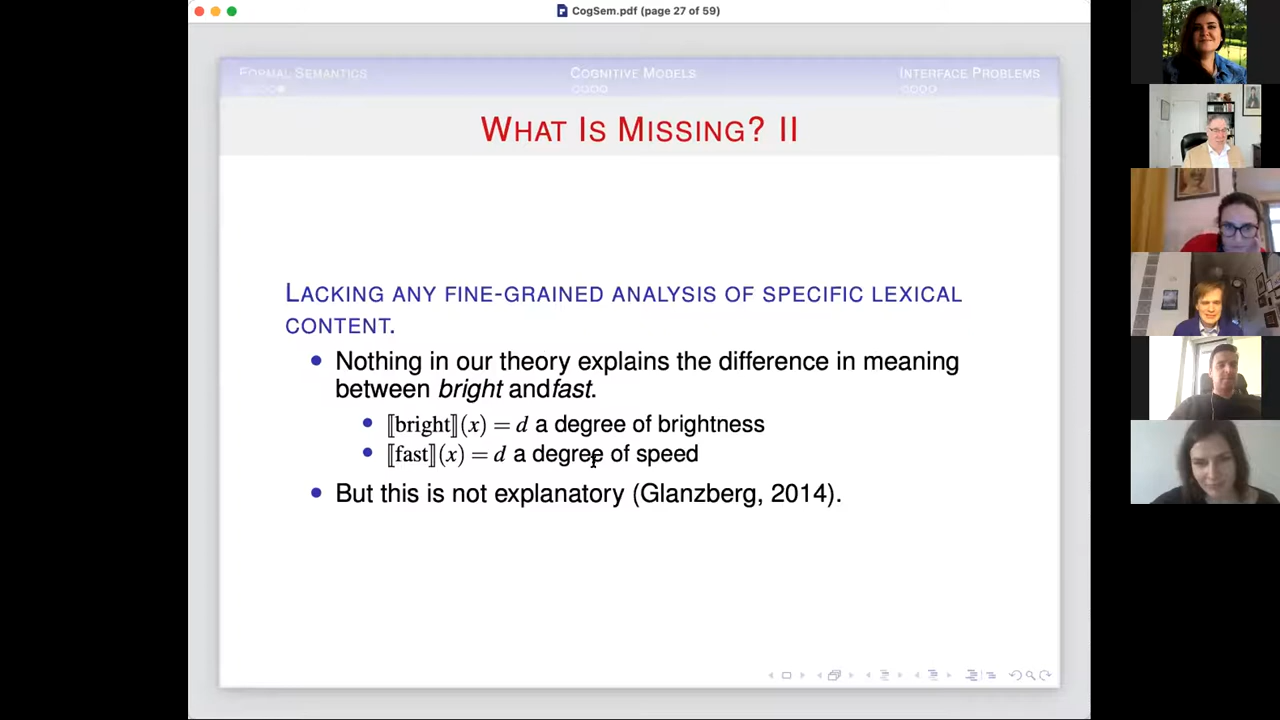 CogSem.pdf (page 27 of 59)
Formal Semantics Cognitive Models Interface Problems
What Is Missing? II
Lacking any fine-grained analysis of specific lexical
content.
• Nothing in our theory explains the difference in meaning
between bright andfast.
• ⟦bright⟧(x) = d a degree of brightness
• ⟦fast⟧(x) = d a degree of speed
• But this is not explanatory (Glanzberg, 2014).